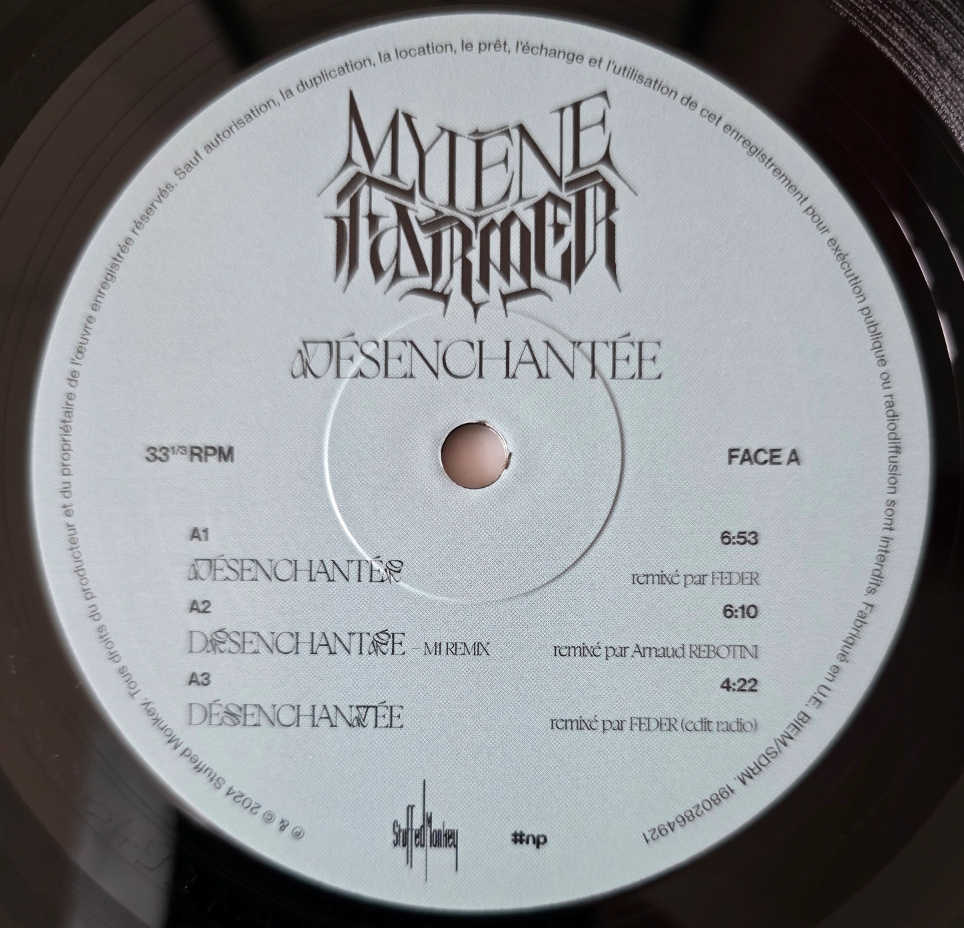 MYLÈNE
FARMER
DÉSENCHANTÉE
33 1/3 RPM
FACE A
A1 6:53
DÉSENCHANTÉE remixé par FEDER
A2 6:10
DÉSENCHANTÉE – M1 REMIX remixé par Arnaud REBOTINI
A3 4:22
DÉSENCHANTÉE remixé par FEDER (edit radio)
Stuffed Monkey
#np
℗ & © 2024 Stuffed Monkey, Tous droits du producteur et du propriétaire de l'œuvre enregistrée réservés. Sauf autorisation, la duplication, la location, le prêt, l'échange et l'utilisation de cet enregistrement pour exécution publique ou radiodiffusion sont interdits. Fabriqué en U.E. BIEM/SDRM. 19802864921